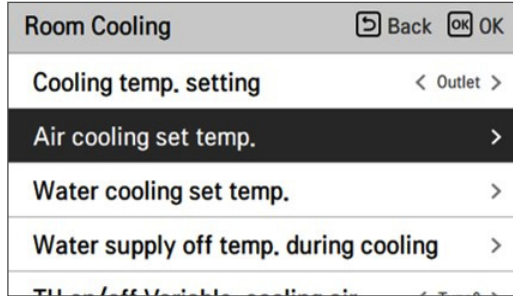 Room Cooling Back OK OK
Cooling temp. setting < Outlet >
Air cooling set temp. >
Water cooling set temp. >
Water supply off temp. during cooling >